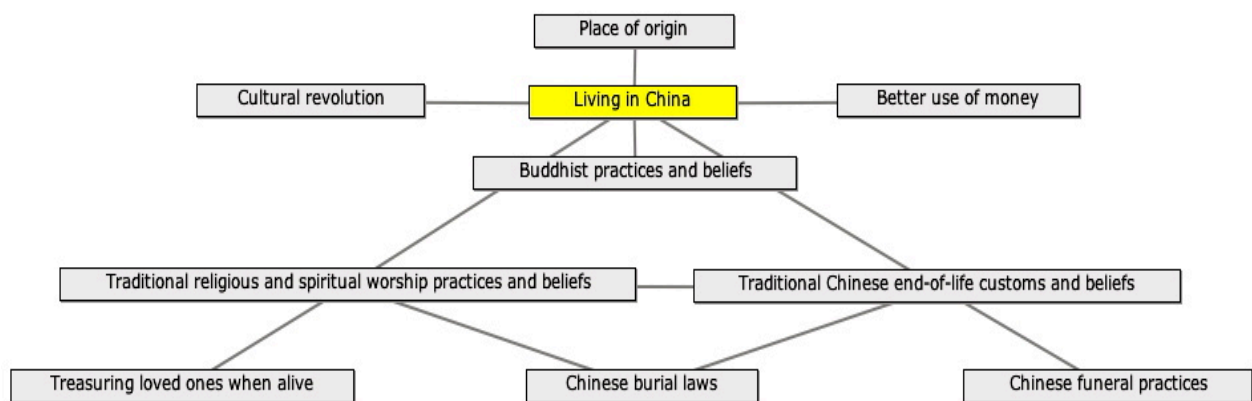 Place of origin
Cultural revolution
Living in China
Better use of money
Buddhist practices and beliefs
Traditional religious and spiritual worship practices and beliefs
Traditional Chinese end-of-life customs and beliefs
Treasuring loved ones when alive
Chinese burial laws
Chinese funeral practices